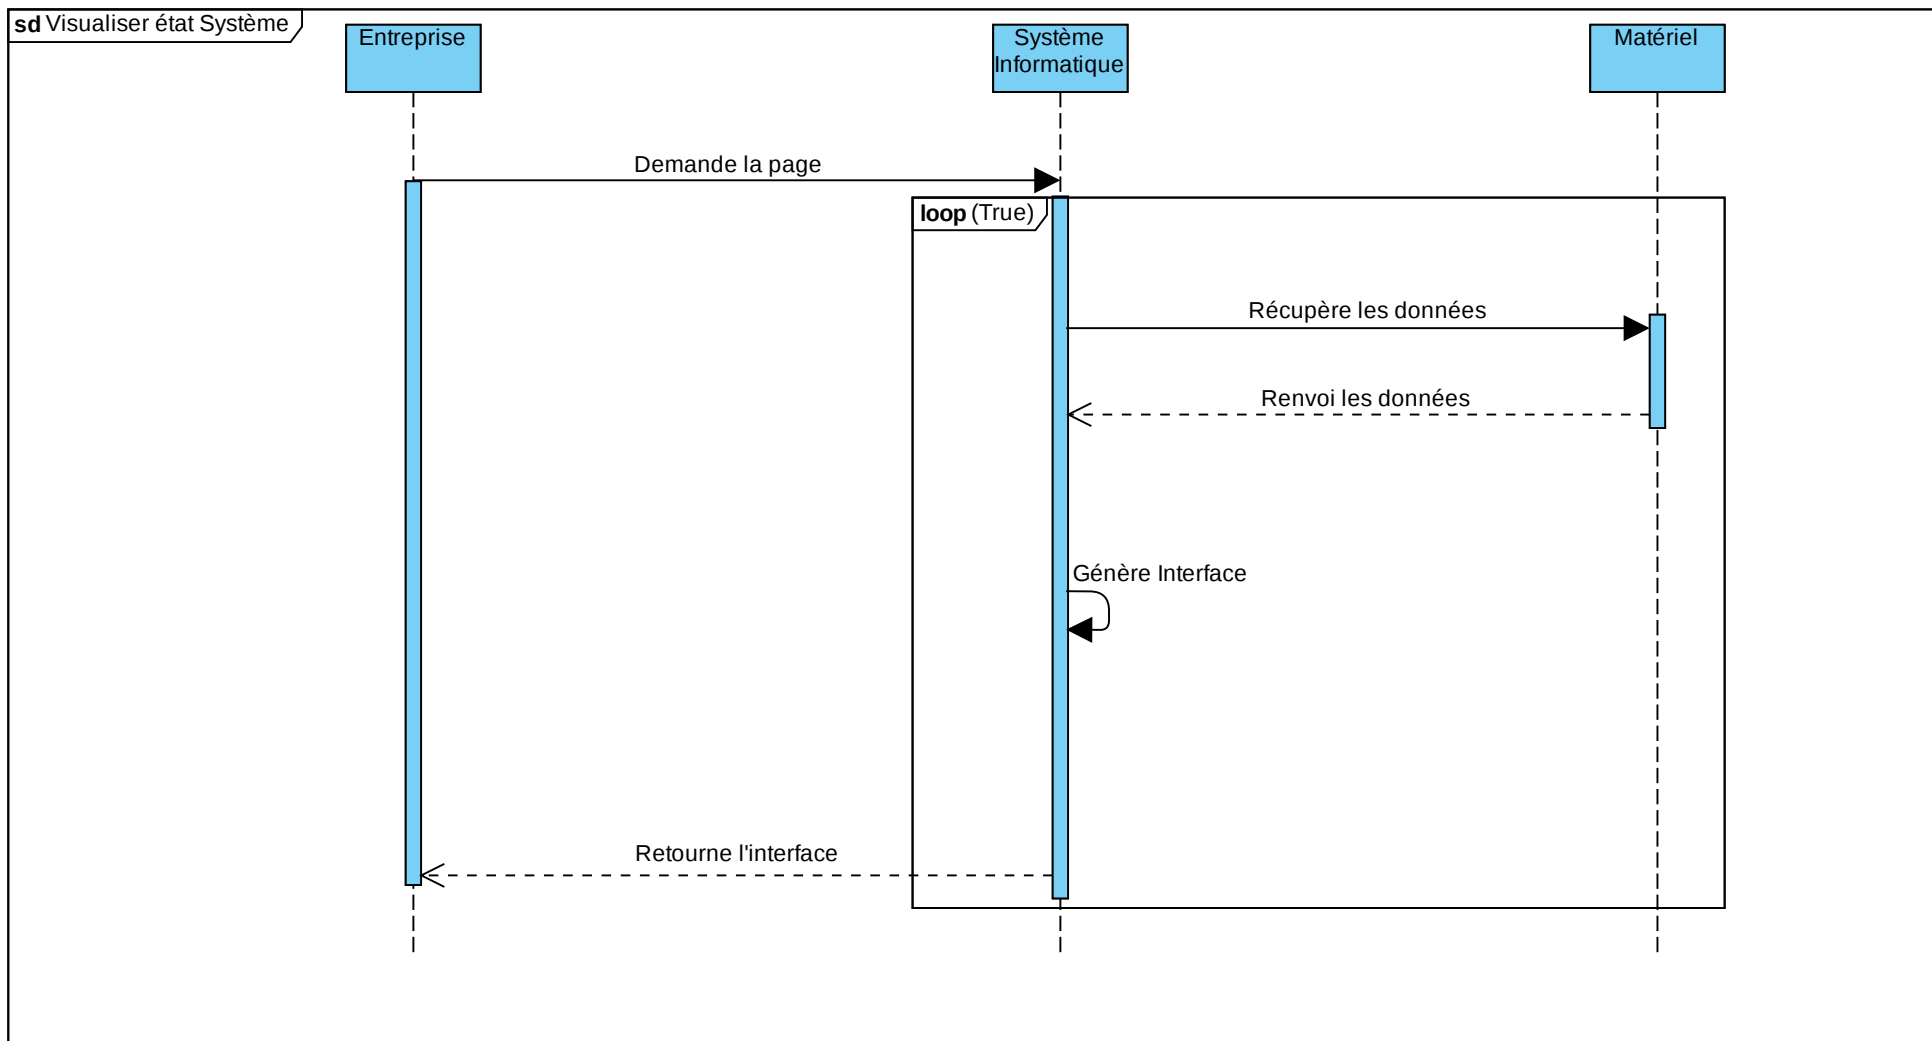 sd Visualiser état Système
Entreprise
Système
Informatique
Matériel
Demande la page
loop (True)
Récupère les données
Renvoi les données
Génère Interface
Retourne l'interface